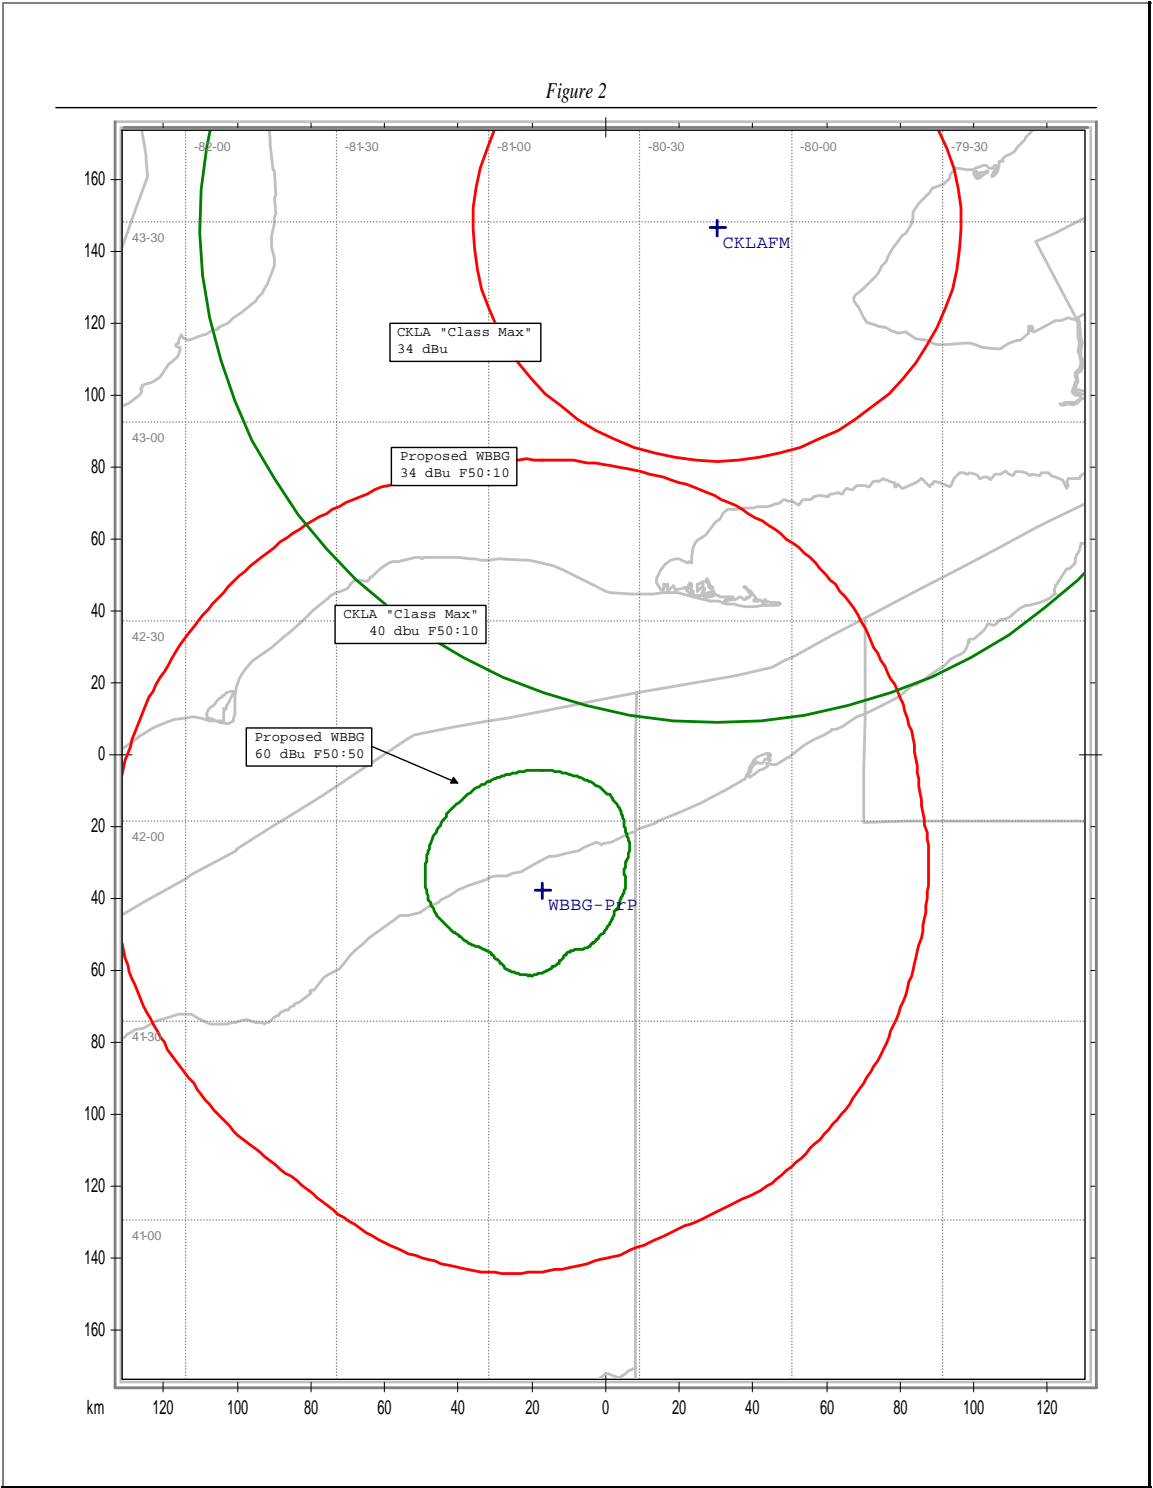 Figure 2
-82-00 -81-30 -81-00 -80-30 -80-00 -79-30
160
43-30
CKLAFM
140
120
CKLA "Class Max"
34 dBu
100
43-00
80
Proposed WBBG
34 dBu F50:10
60
40
CKLA "Class Max"
40 dbu F50:10
42-30
20
0
Proposed WBBG
60 dBu F50:50
20
42-00
40
WBBG-PrP
60
41-30
80
100
120
41-00
140
160
km 120 100 80 60 40 20 0 20 40 60 80 100 120